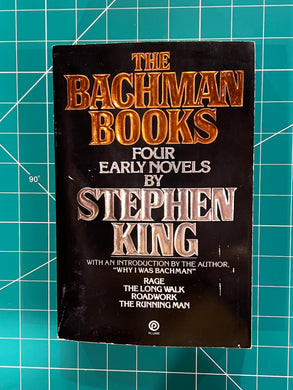 THE
BACHMAN
BOOKS
FOUR
EARLY NOVELS
BY
STEPHEN
KING
WITH AN INTRODUCTION BY THE AUTHOR,
"WHY I WAS BACHMAN"
RAGE
THE LONG WALK
ROADWORK
THE RUNNING MAN
PLUME
90°